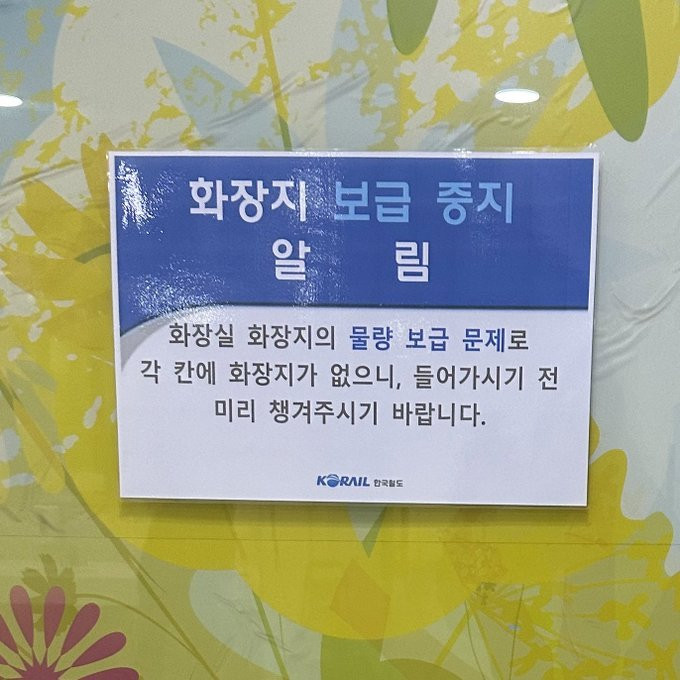 화장지 보급 중지
알 림
화장실 화장지의 물량 보급 문제로
각 칸에 화장지가 없으니, 들어가시기 전
미리 챙겨주시기 바랍니다.
KORAIL 한국철도